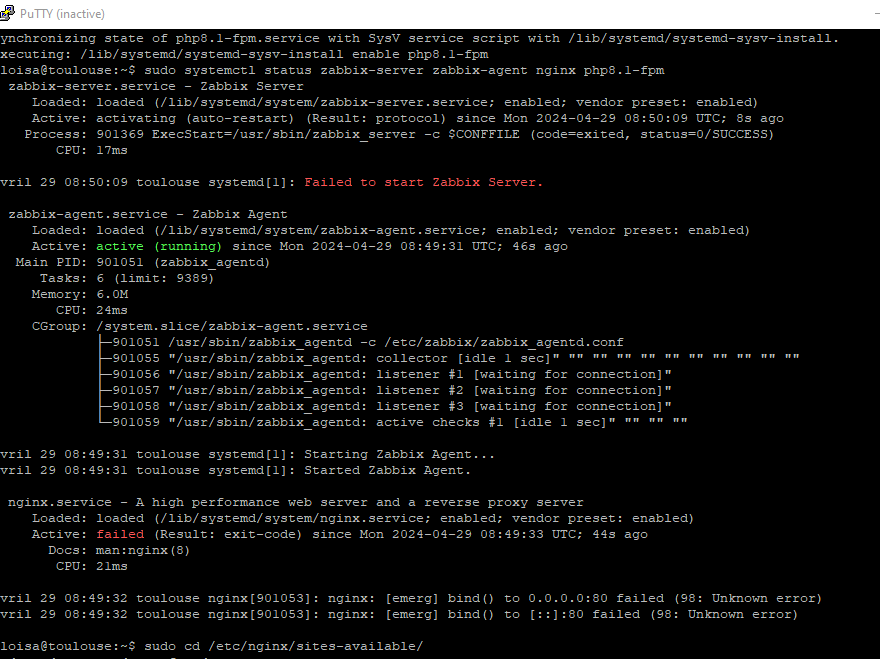 PuTTY (inactive)
ynchronizing state of php8.1-fpm.service with SysV service script with /lib/systemd/systemd-sysv-install.
xecuting: /lib/systemd/systemd-sysv-install enable php8.1-fpm
loisa@toulouse:~$ sudo systemctl status zabbix-server zabbix-agent nginx php8.1-fpm
zabbix-server.service - Zabbix Server
Loaded: loaded (/lib/systemd/system/zabbix-server.service; enabled; vendor preset: enabled)
Active: activating (auto-restart) (Result: protocol) since Mon 2024-04-29 08:50:09 UTC; 8s ago
Process: 901369 ExecStart=/usr/sbin/zabbix_server -c $CONFFILE (code=exited, status=0/SUCCESS)
CPU: 17ms
vril 29 08:50:09 toulouse systemd[1]: Failed to start Zabbix Server.
zabbix-agent.service - Zabbix Agent
Loaded: loaded (/lib/systemd/system/zabbix-agent.service; enabled; vendor preset: enabled)
Active: active (running) since Mon 2024-04-29 08:49:31 UTC; 46s ago
Main PID: 901051 (zabbix_agentd)
Tasks: 6 (limit: 9389)
Memory: 6.0M
CPU: 24ms
CGroup: /system.slice/zabbix-agent.service
├─901051 /usr/sbin/zabbix_agentd -c /etc/zabbix/zabbix_agentd.conf
├─901055 "/usr/sbin/zabbix_agentd: collector [idle 1 sec]" "" "" "" "" "" "" "" "" "" ""
├─901056 "/usr/sbin/zabbix_agentd: listener #1 [waiting for connection]"
├─901057 "/usr/sbin/zabbix_agentd: listener #2 [waiting for connection]"
├─901058 "/usr/sbin/zabbix_agentd: listener #3 [waiting for connection]"
└─901059 "/usr/sbin/zabbix_agentd: active checks #1 [idle 1 sec]" "" "" ""
vril 29 08:49:31 toulouse systemd[1]: Starting Zabbix Agent...
vril 29 08:49:31 toulouse systemd[1]: Started Zabbix Agent.
nginx.service - A high performance web server and a reverse proxy server
Loaded: loaded (/lib/systemd/system/nginx.service; enabled; vendor preset: enabled)
Active: failed (Result: exit-code) since Mon 2024-04-29 08:49:33 UTC; 44s ago
Docs: man:nginx(8)
CPU: 21ms
vril 29 08:49:32 toulouse nginx[901053]: nginx: [emerg] bind() to 0.0.0.0:80 failed (98: Unknown error)
vril 29 08:49:32 toulouse nginx[901053]: nginx: [emerg] bind() to [::]:80 failed (98: Unknown error)
loisa@toulouse:~$ sudo cd /etc/nginx/sites-available/